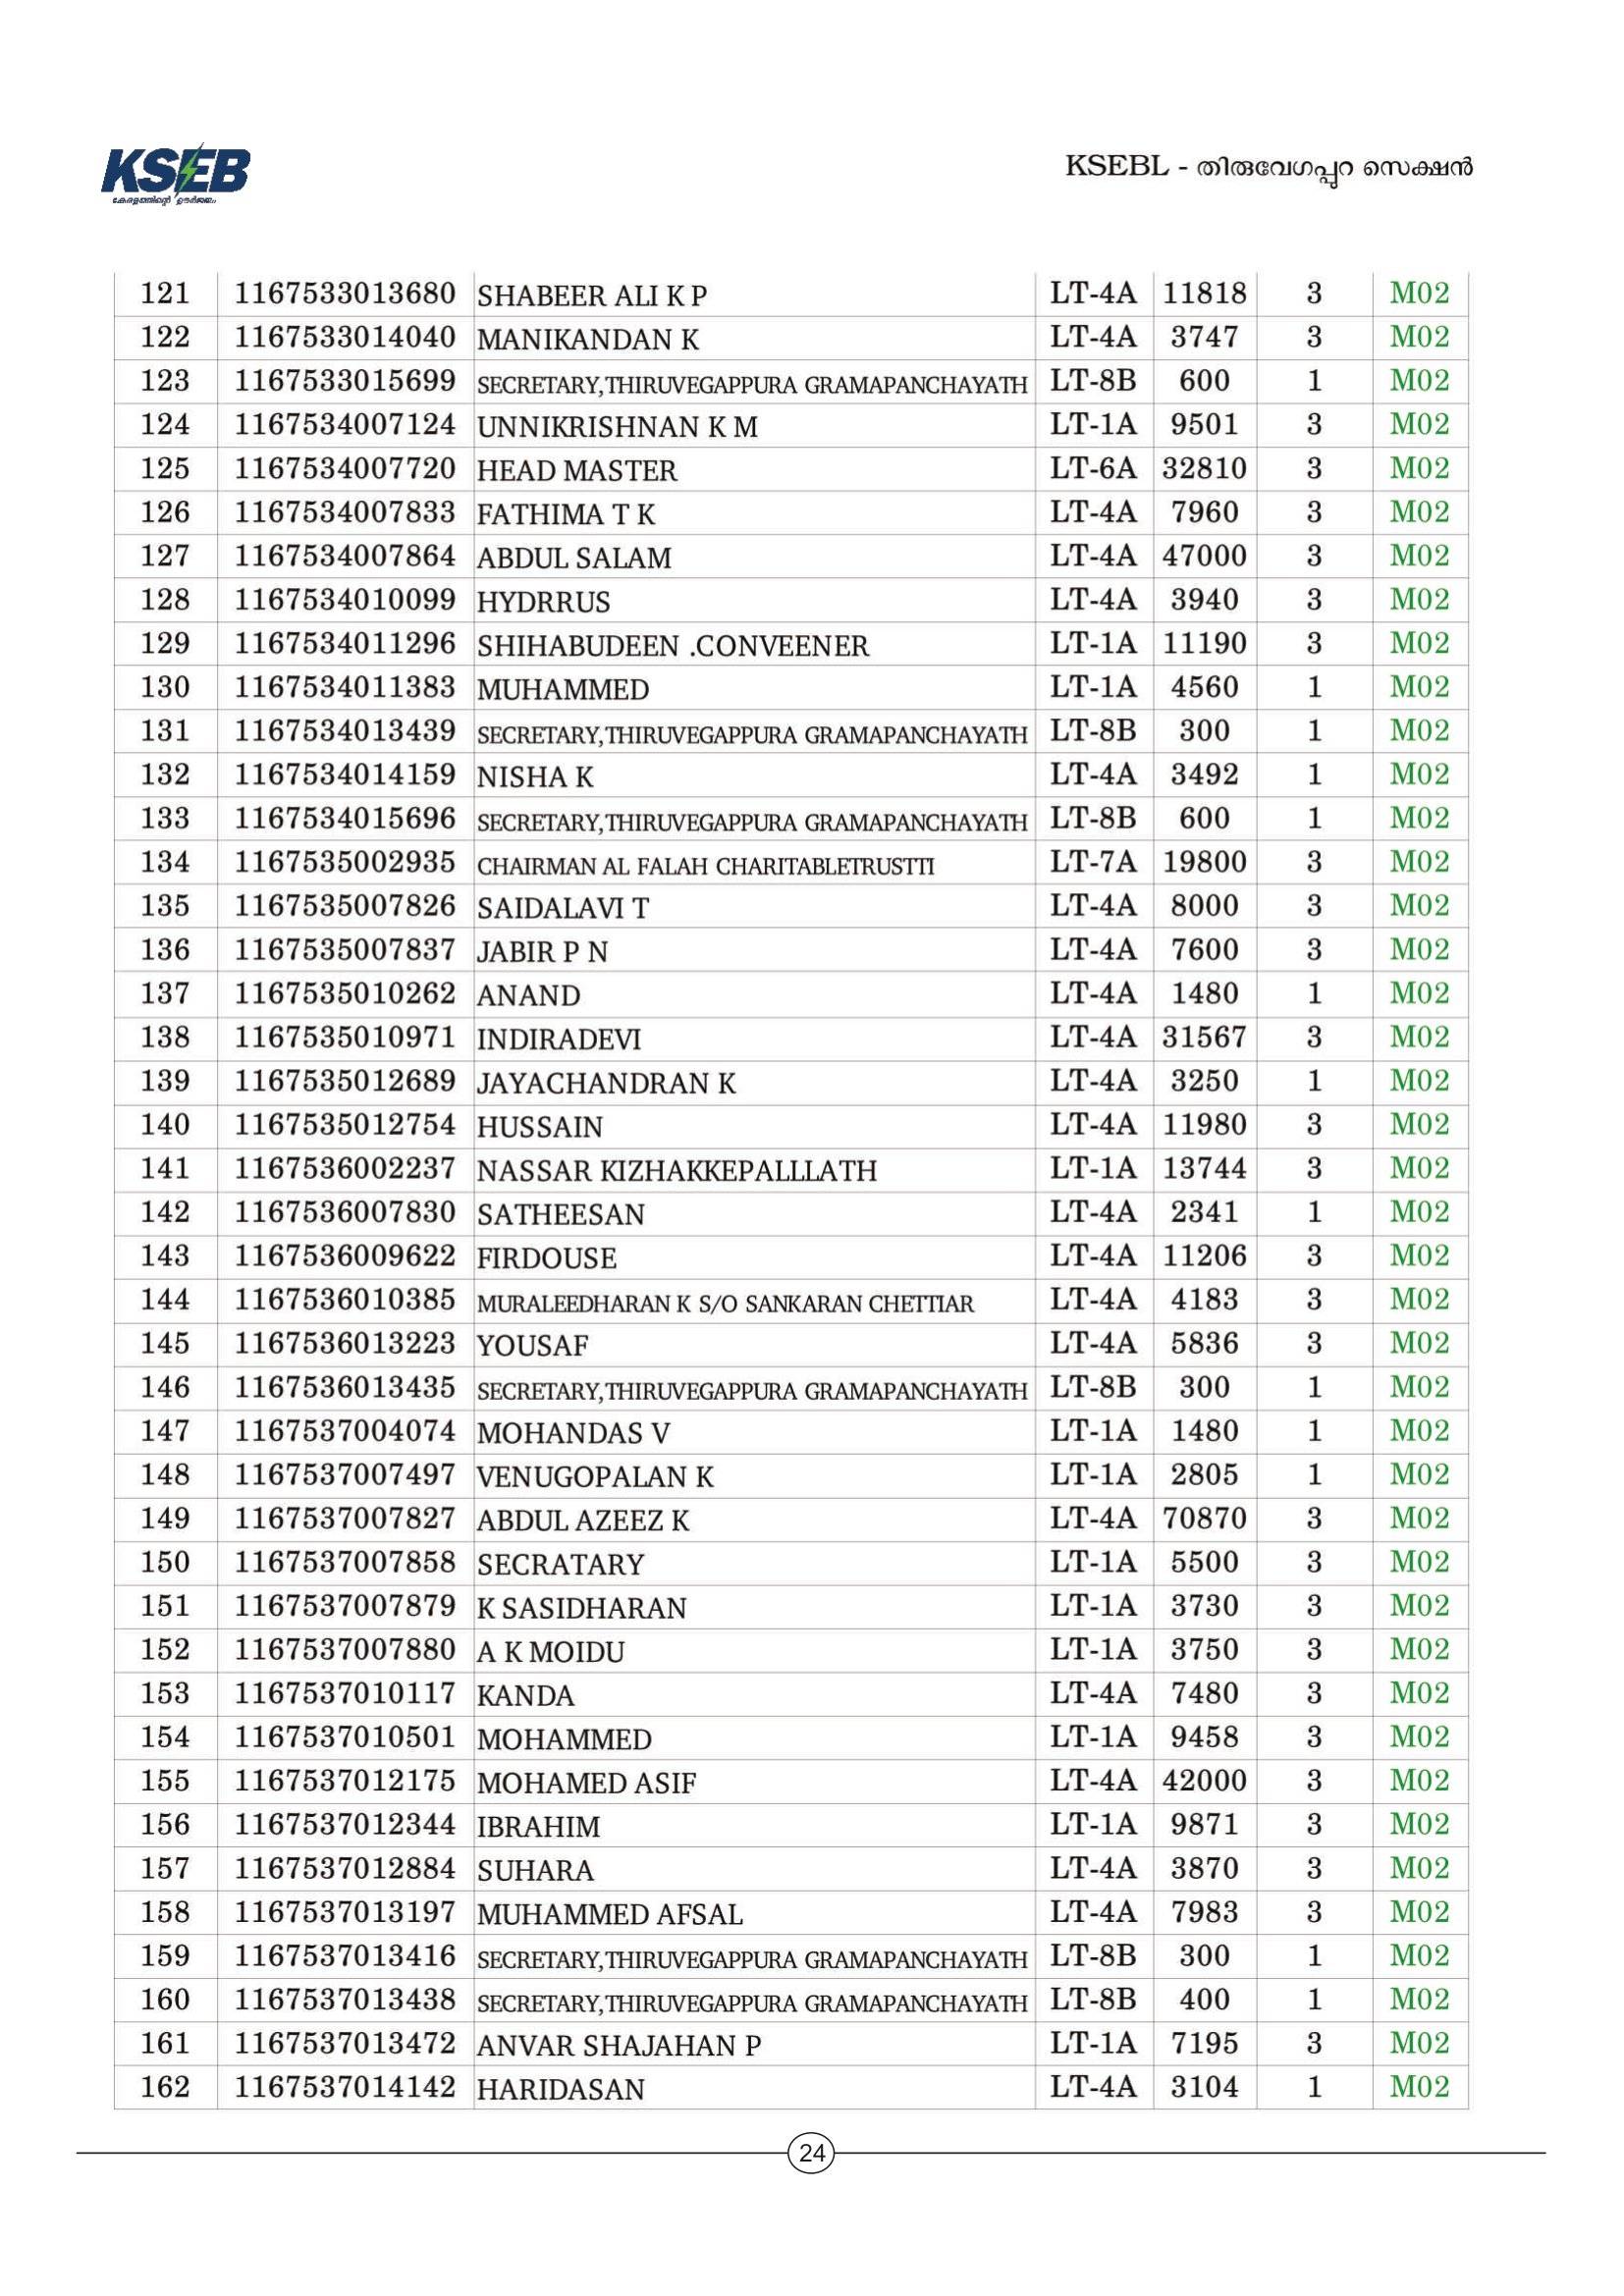 KSEB
കേരളത്തിന്റെ ഊർജ്ജം
KSEBL - തിരുവേഗപ്പുറ സെക്ഷൻ
121 1167533013680 SHABEER ALI K P LT-4A 11818 3 M02
122 1167533014040 MANIKANDAN K LT-4A 3747 3 M02
123 1167533015699 SECRETARY,THIRUVEGAPPURA GRAMAPANCHAYATH LT-8B 600 1 M02
124 1167534007124 UNNIKRISHNAN K M LT-1A 9501 3 M02
125 1167534007720 HEAD MASTER LT-6A 32810 3 M02
126 1167534007833 FATHIMA T K LT-4A 7960 3 M02
127 1167534007864 ABDUL SALAM LT-4A 47000 3 M02
128 1167534010099 HYDRRUS LT-4A 3940 3 M02
129 1167534011296 SHIHABUDEEN .CONVEENER LT-1A 11190 3 M02
130 1167534011383 MUHAMMED LT-1A 4560 1 M02
131 1167534013439 SECRETARY,THIRUVEGAPPURA GRAMAPANCHAYATH LT-8B 300 1 M02
132 1167534014159 NISHA K LT-4A 3492 1 M02
133 1167534015696 SECRETARY,THIRUVEGAPPURA GRAMAPANCHAYATH LT-8B 600 1 M02
134 1167535002935 CHAIRMAN AL FALAH CHARITABLETRUSTTI LT-7A 19800 3 M02
135 1167535007826 SAIDALAVI T LT-4A 8000 3 M02
136 1167535007837 JABIR P N LT-4A 7600 3 M02
137 1167535010262 ANAND LT-4A 1480 1 M02
138 1167535010971 INDIRADEVI LT-4A 31567 3 M02
139 1167535012689 JAYACHANDRAN K LT-4A 3250 1 M02
140 1167535012754 HUSSAIN LT-4A 11980 3 M02
141 1167536002237 NASSAR KIZHAKKEPALLLATH LT-1A 13744 3 M02
142 1167536007830 SATHEESAN LT-4A 2341 1 M02
143 1167536009622 FIRDOUSE LT-4A 11206 3 M02
144 1167536010385 MURALEEDHARAN K S/O SANKARAN CHETTIAR LT-4A 4183 3 M02
145 1167536013223 YOUSAF LT-4A 5836 3 M02
146 1167536013435 SECRETARY,THIRUVEGAPPURA GRAMAPANCHAYATH LT-8B 300 1 M02
147 1167537004074 MOHANDAS V LT-1A 1480 1 M02
148 1167537007497 VENUGOPALAN K LT-1A 2805 1 M02
149 1167537007827 ABDUL AZEEZ K LT-4A 70870 3 M02
150 1167537007858 SECRATARY LT-1A 5500 3 M02
151 1167537007879 K SASIDHARAN LT-1A 3730 3 M02
152 1167537007880 A K MOIDU LT-1A 3750 3 M02
153 1167537010117 KANDA LT-4A 7480 3 M02
154 1167537010501 MOHAMMED LT-1A 9458 3 M02
155 1167537012175 MOHAMED ASIF LT-4A 42000 3 M02
156 1167537012344 IBRAHIM LT-1A 9871 3 M02
157 1167537012884 SUHARA LT-4A 3870 3 M02
158 1167537013197 MUHAMMED AFSAL LT-4A 7983 3 M02
159 1167537013416 SECRETARY,THIRUVEGAPPURA GRAMAPANCHAYATH LT-8B 300 1 M02
160 1167537013438 SECRETARY,THIRUVEGAPPURA GRAMAPANCHAYATH LT-8B 400 1 M02
161 1167537013472 ANVAR SHAJAHAN P LT-1A 7195 3 M02
162 1167537014142 HARIDASAN LT-4A 3104 1 M02
24